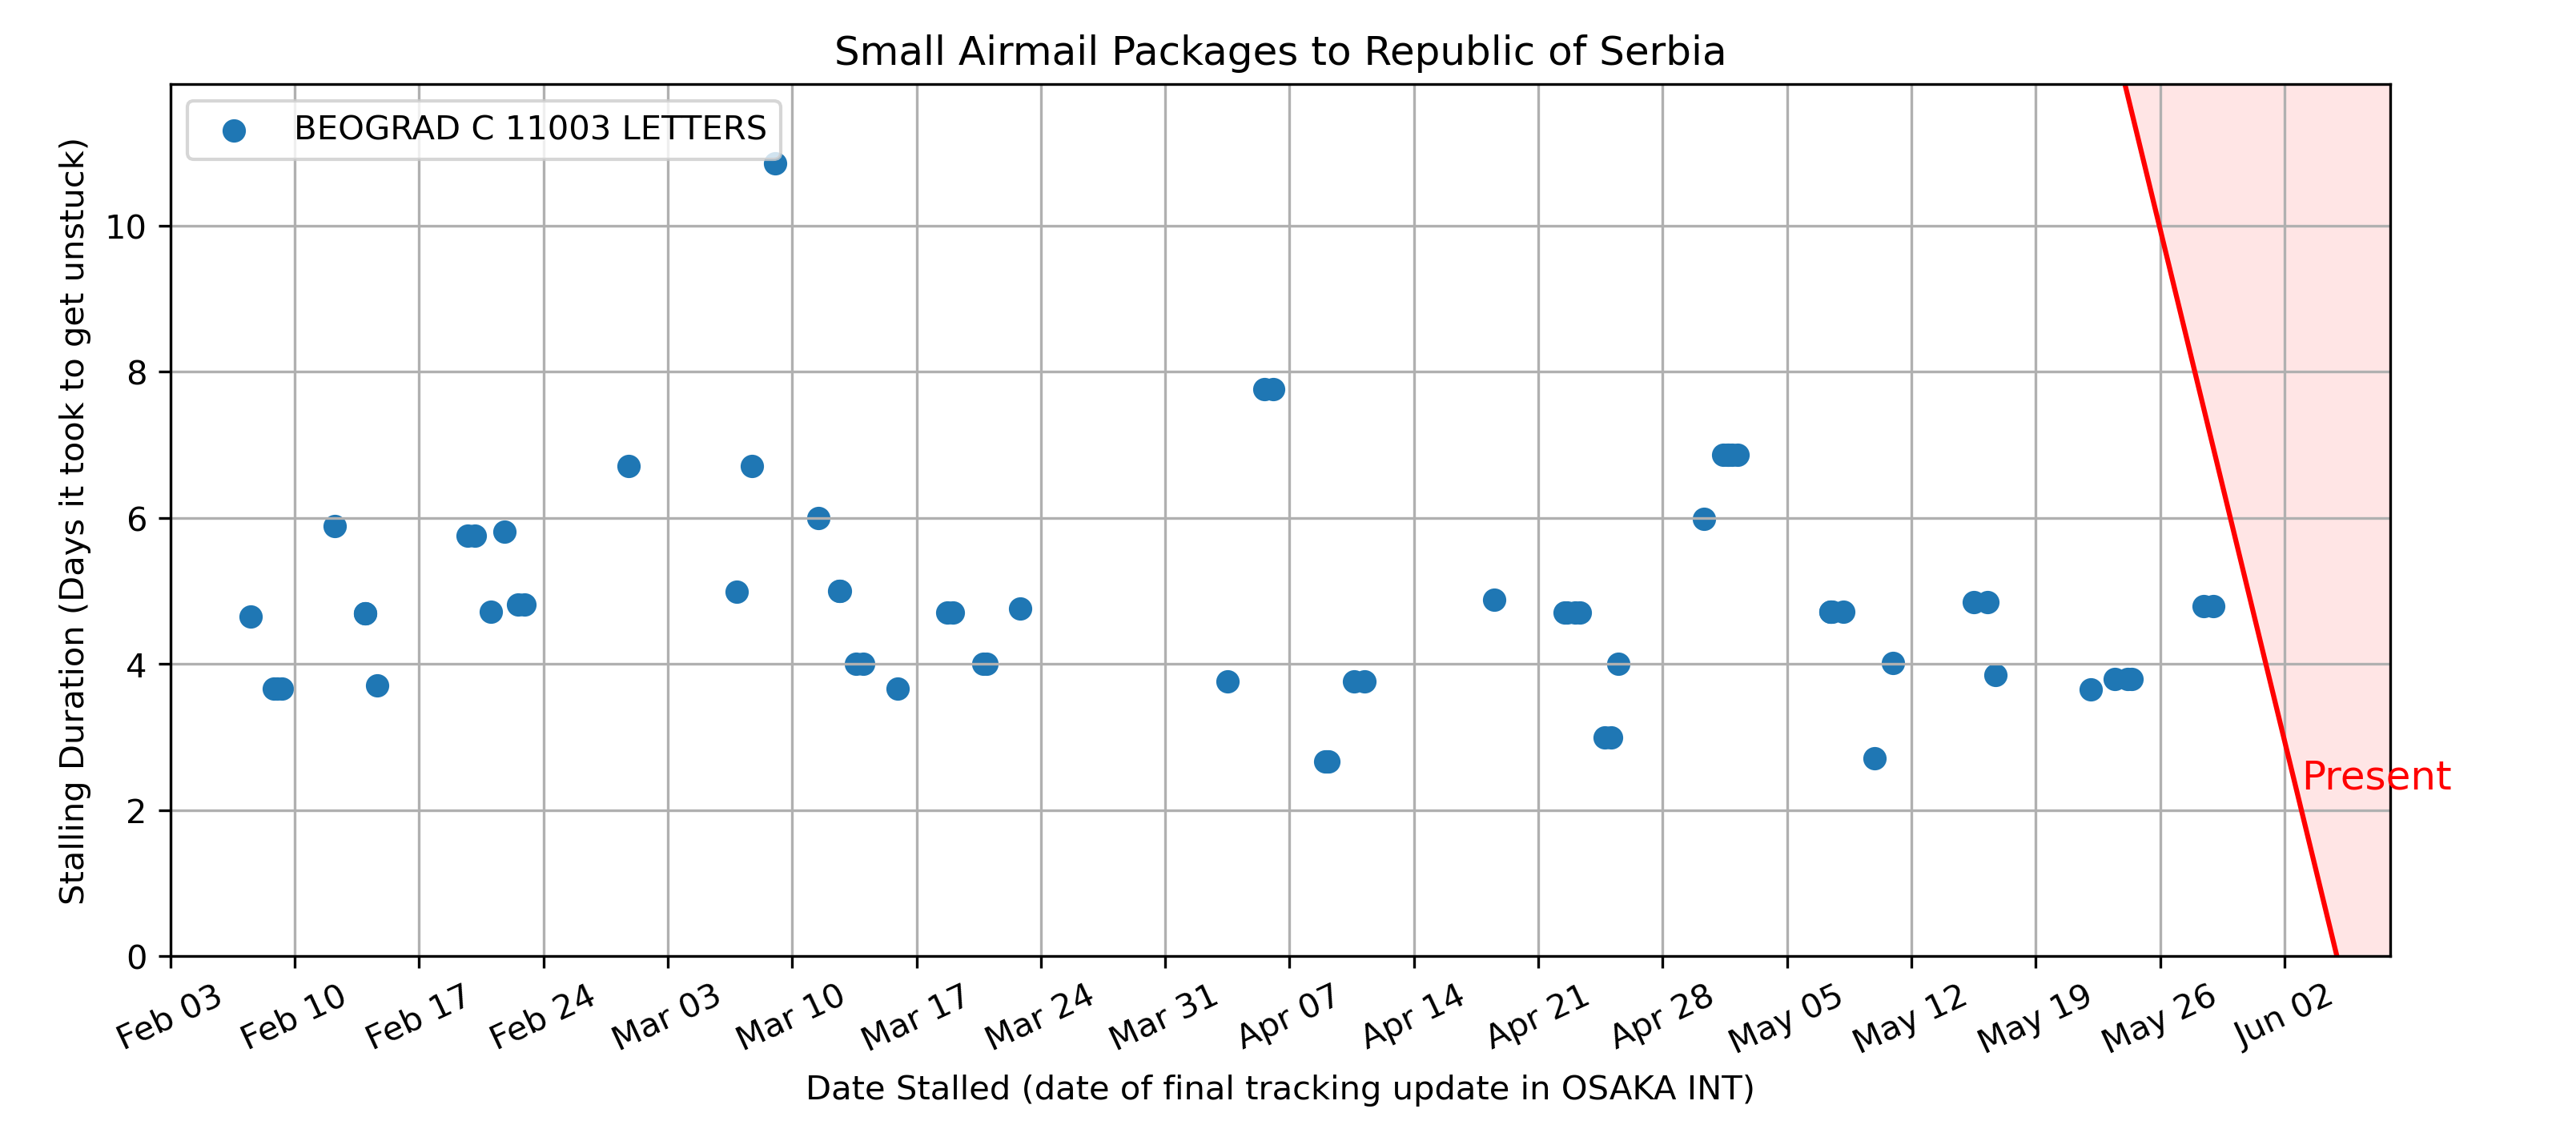 Small Airmail Packages to Republic of Serbia
BEOGRAD C 11003 LETTERS
Stalling Duration (Days it took to get unstuck)
10
8
6
4
2
0
Present
Feb 03
Feb 10
Feb 17
Feb 24
Mar 03
Mar 10
Mar 17
Mar 24
Mar 31
Apr 07
Apr 14
Apr 21
Apr 28
May 05
May 12
May 19
May 26
Jun 02
Date Stalled (date of final tracking update in OSAKA INT)